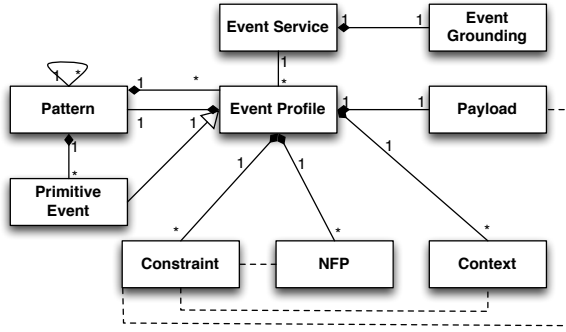 Event Service
1
1
Event
Grounding
1
*
1
*
Pattern
1
*
Event Profile
1
1
Payload
1
1
1
*
Primitive
Event
1
1
1
*
*
*
Constraint
NFP
Context